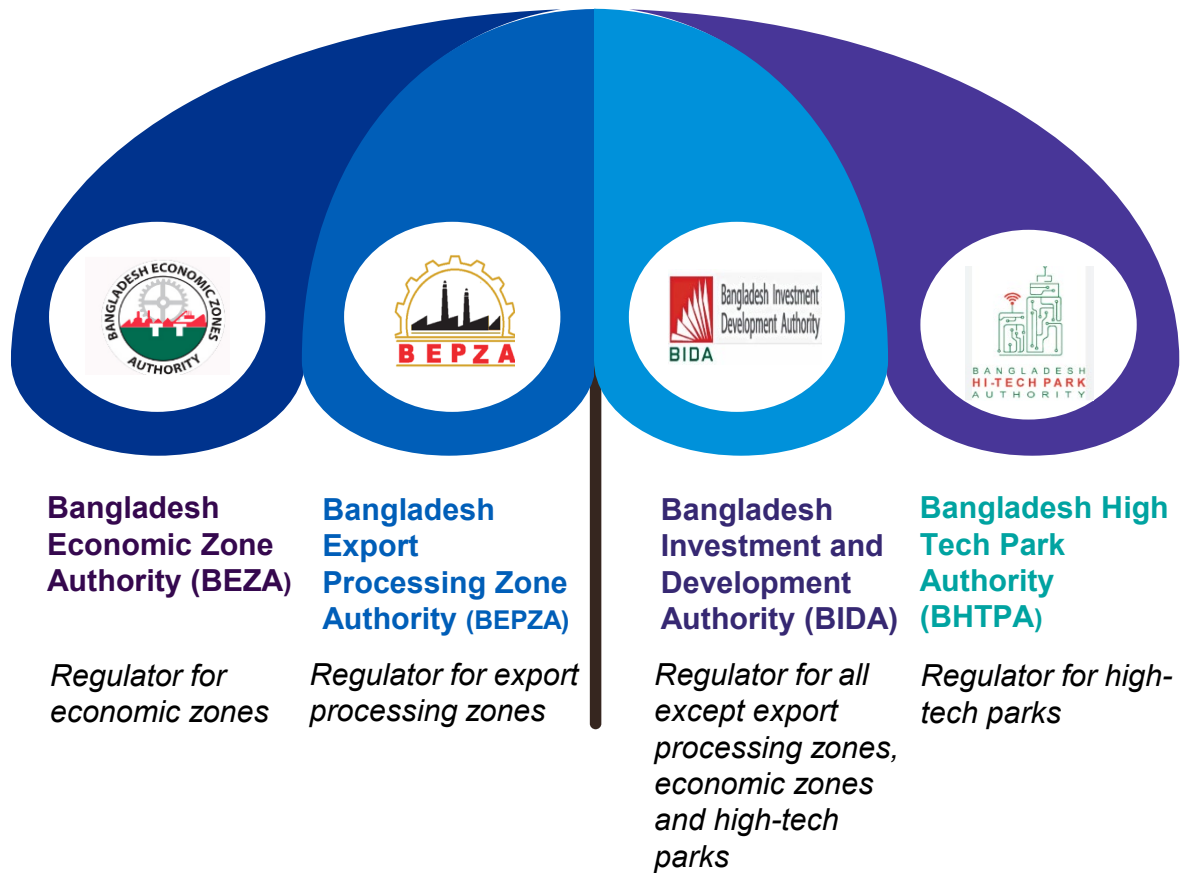 BANGLADESH ECONOMIC ZONES
AUTHORITY
BEPZA
Bangladesh Investment
Development Authority
BIDA
BANGLADESH
HI-TECH PARK
AUTHORITY
Bangladesh
Economic Zone
Authority (BEZA)
Regulator for
economic zones
Bangladesh
Export
Processing Zone
Authority (BEPZA)
Regulator for export
processing zones
Bangladesh
Investment and
Development
Authority (BIDA)
Regulator for all
except export
processing zones,
economic zones
and high-tech
parks
Bangladesh High
Tech Park
Authority
(BHTPA)
Regulator for high-
tech parks